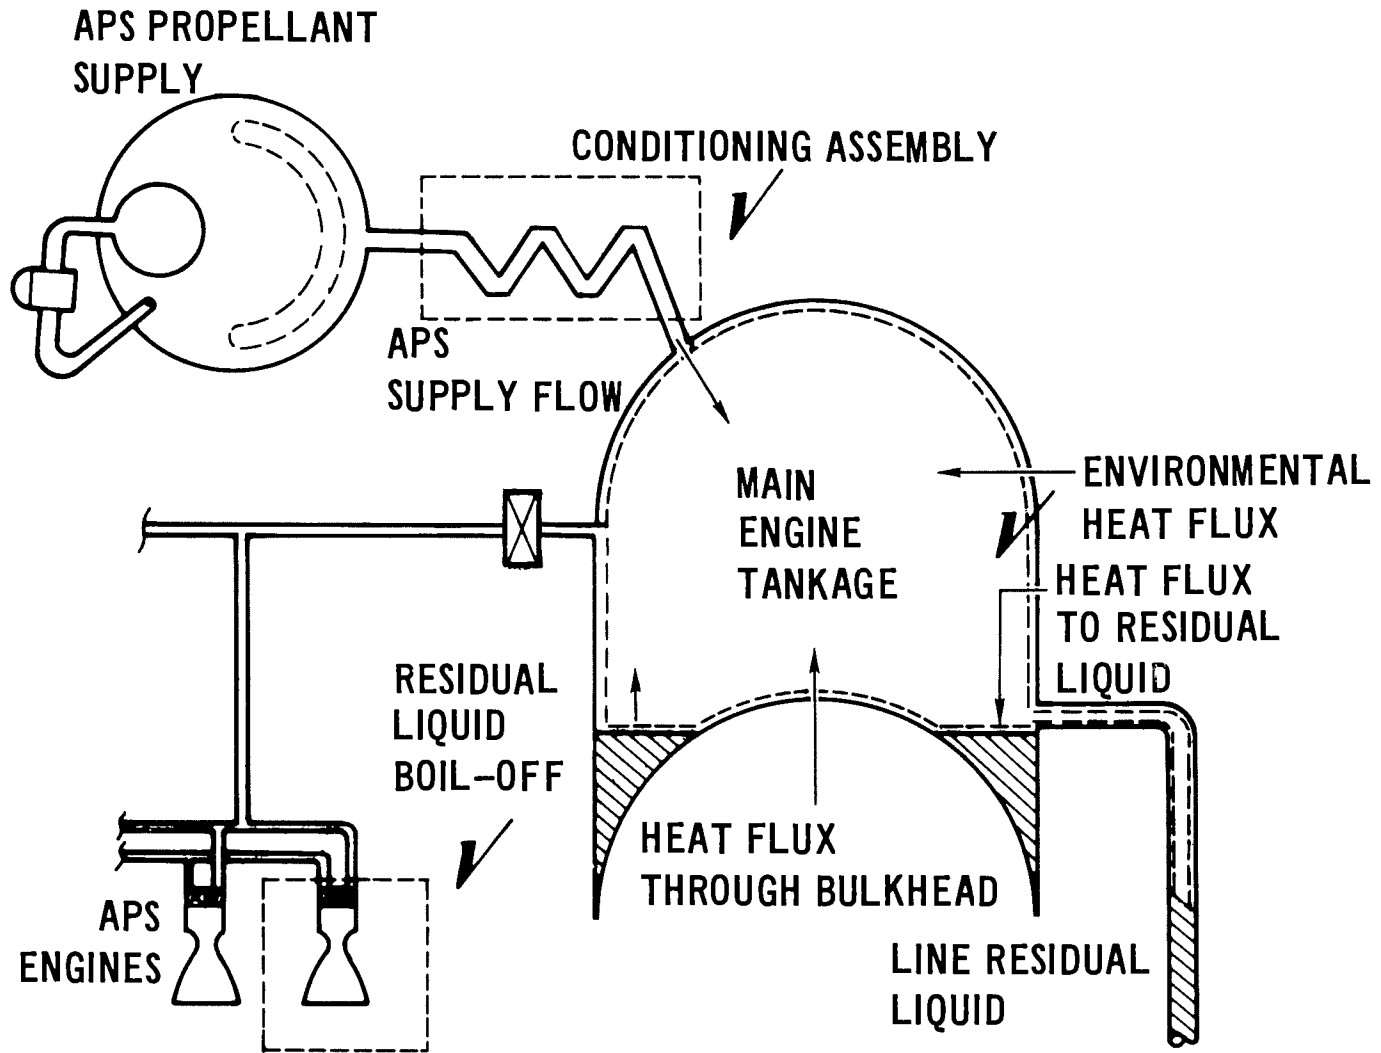 APS PROPELLANT
SUPPLY
CONDITIONING ASSEMBLY
APS
SUPPLY FLOW
MAIN
ENGINE
TANKAGE
ENVIRONMENTAL
HEAT FLUX
HEAT FLUX
TO RESIDUAL
LIQUID
RESIDUAL
LIQUID
BOIL-OFF
HEAT FLUX
THROUGH BULKHEAD
APS
ENGINES
LINE RESIDUAL
LIQUID